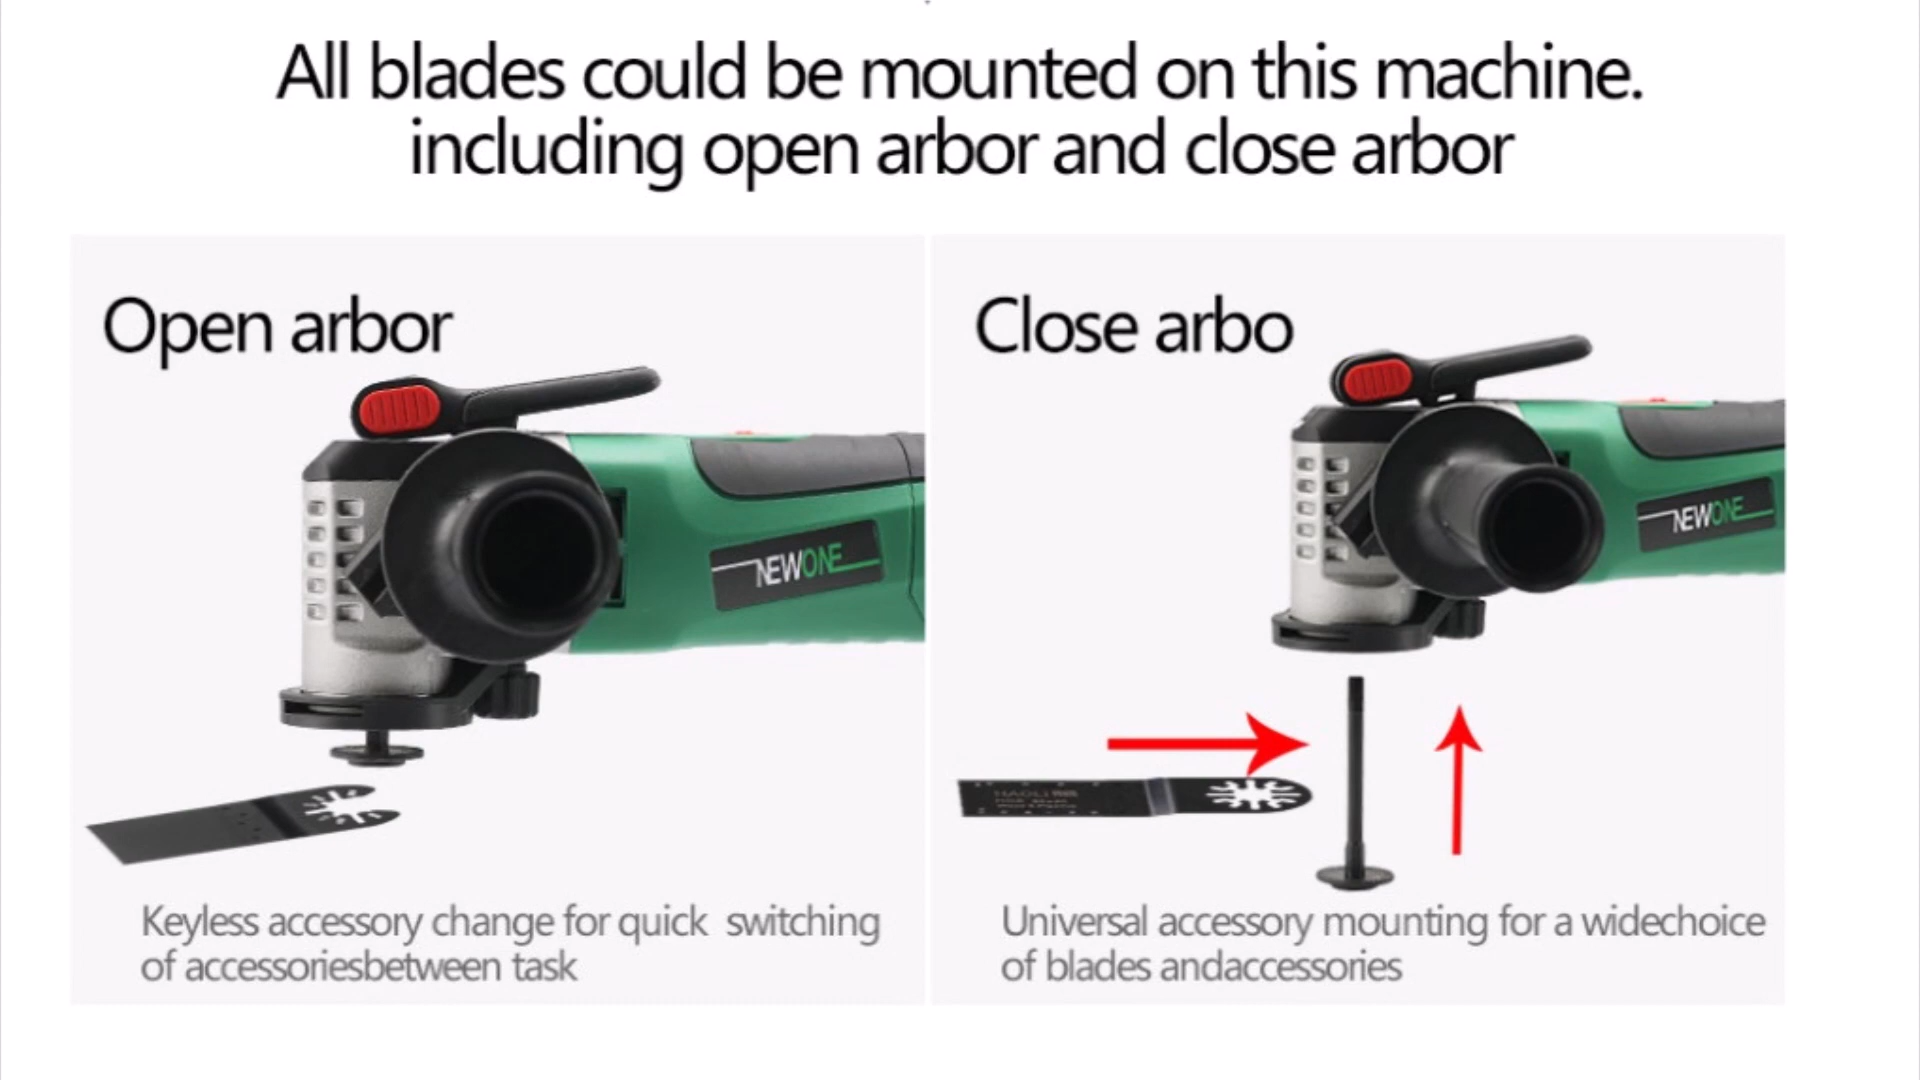 All blades could be mounted on this machine.
including open arbor and close arbor
Open arbor
NEWONE
Keyless accessory change for quick switching
of accessoriesbetween task
Close arbo
NEWONE
Universal accessory mounting for a widechoice
of blades andaccessories